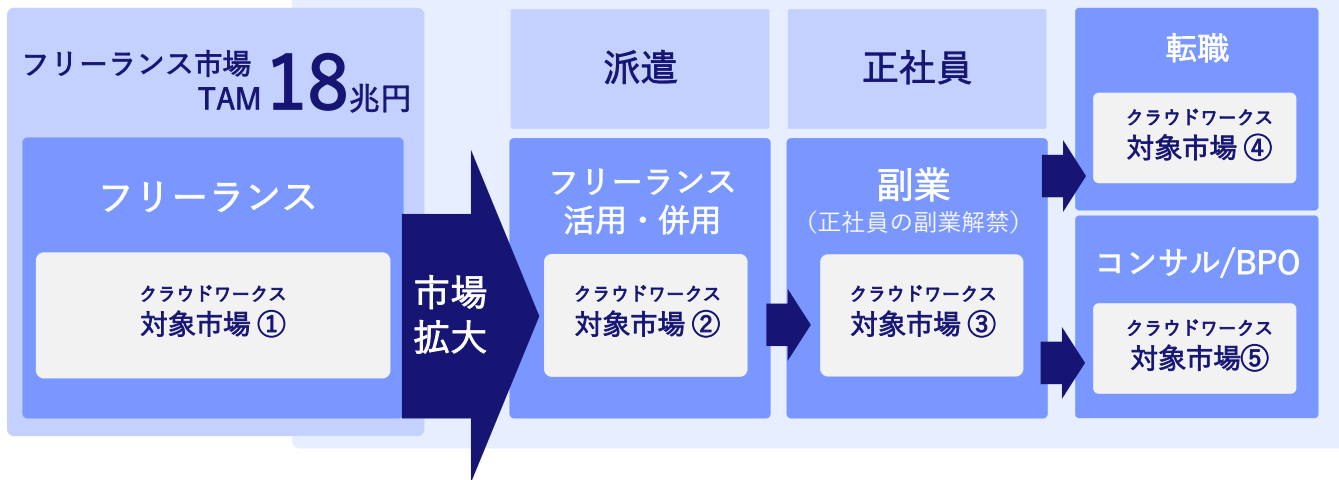 フリーランス市場
TAM 18兆円
フリーランス
クラウドワークス
対象市場 ①
市場
拡大
派遣
フリーランス
活用・併用
クラウドワークス
対象市場 ②
正社員
副業
（正社員の副業解禁）
クラウドワークス
対象市場 ③
転職
クラウドワークス
対象市場 ④
コンサル/BPO
クラウドワークス
対象市場⑤